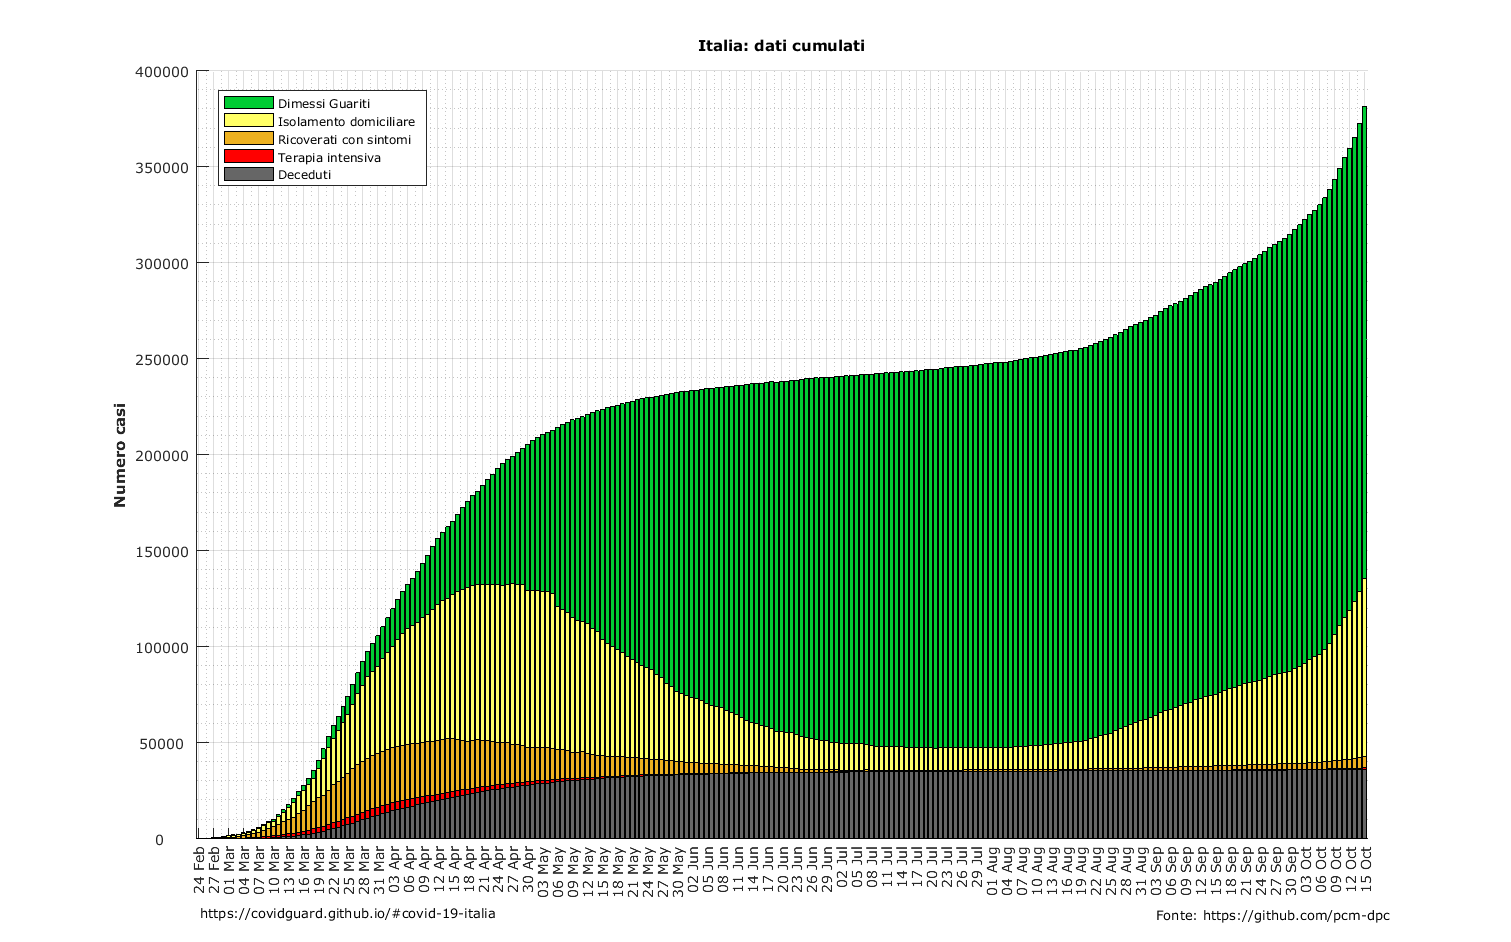 Italia: dati cumulati
400000
350000
300000
250000
200000
150000
100000
50000
0
Numero casi
Dimessi Guariti
Isolamento domiciliare
Ricoverati con sintomi
Terapia intensiva
Deceduti
24 Feb
27 Feb
01 Mar
04 Mar
07 Mar
10 Mar
13 Mar
16 Mar
19 Mar
22 Mar
25 Mar
28 Mar
31 Mar
03 Apr
06 Apr
09 Apr
12 Apr
15 Apr
18 Apr
21 Apr
24 Apr
27 Apr
30 Apr
03 May
06 May
09 May
12 May
15 May
18 May
21 May
24 May
27 May
30 May
02 Jun
05 Jun
08 Jun
11 Jun
14 Jun
17 Jun
20 Jun
23 Jun
26 Jun
29 Jun
02 Jul
05 Jul
08 Jul
11 Jul
14 Jul
17 Jul
20 Jul
23 Jul
26 Jul
29 Jul
01 Aug
04 Aug
07 Aug
10 Aug
13 Aug
16 Aug
19 Aug
22 Aug
25 Aug
28 Aug
31 Aug
03 Sep
06 Sep
09 Sep
12 Sep
15 Sep
18 Sep
21 Sep
24 Sep
27 Sep
30 Sep
03 Oct
06 Oct
09 Oct
12 Oct
15 Oct
https://covidguard.github.io/#covid-19-italia
Fonte: https://github.com/pcm-dpc